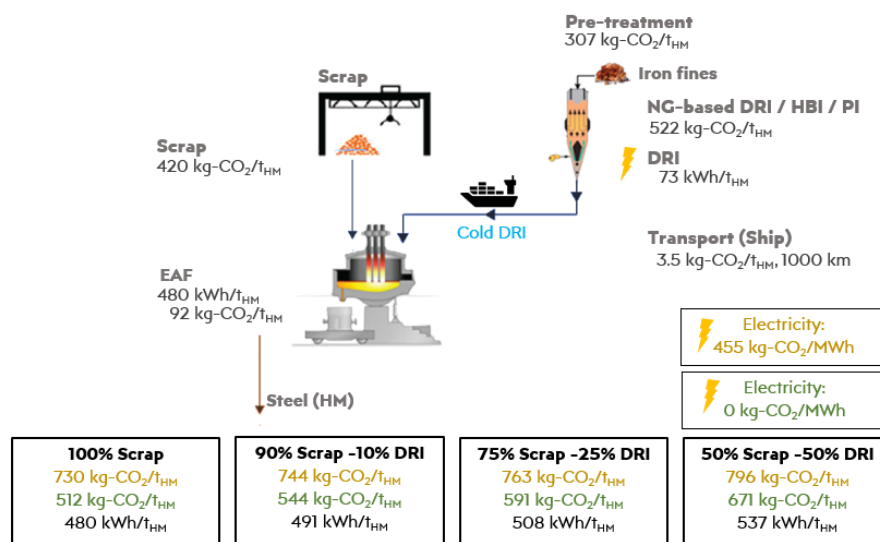 Pre-treatment
307 kg-CO₂/tHM
Iron fines
Scrap
NG-based DRI / HBI / PI
522 kg-CO₂/tHM
DRI
73 kWh/tHM
Scrap
420 kg-CO₂/tHM
Cold DRI
Transport (Ship)
3.5 kg-CO₂/tHM, 1000 km
EAF
480 kWh/tHM
92 kg-CO₂/tHM
Electricity:
455 kg-CO₂/MWh
Electricity:
0 kg-CO₂/MWh
Steel (HM)
100% Scrap
730 kg-CO₂/tHM
512 kg-CO₂/tHM
480 kWh/tHM
90% Scrap -10% DRI
744 kg-CO₂/tHM
544 kg-CO₂/tHM
491 kWh/tHM
75% Scrap -25% DRI
763 kg-CO₂/tHM
591 kg-CO₂/tHM
508 kWh/tHM
50% Scrap -50% DRI
796 kg-CO₂/tHM
671 kg-CO₂/tHM
537 kWh/tHM